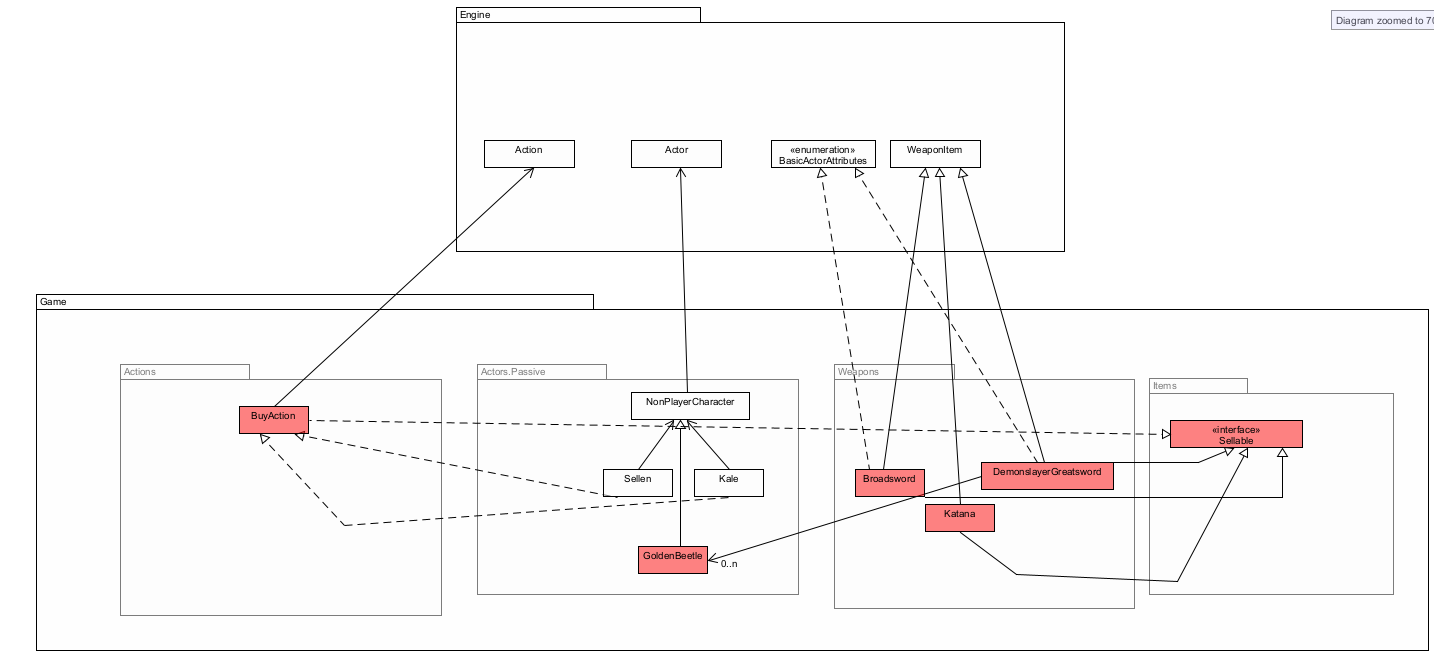 Engine
Diagram zoomed to 70
Action
Actor
«enumeration»
BasicActorAttributes
WeaponItem
Game
Actions
Actors.Passive
Weapons
Items
BuyAction
NonPlayerCharacter
«interface»
Sellable
Sellen
Kale
Broadsword
DemonslayerGreatsword
Katana
GoldenBeetle
0..n